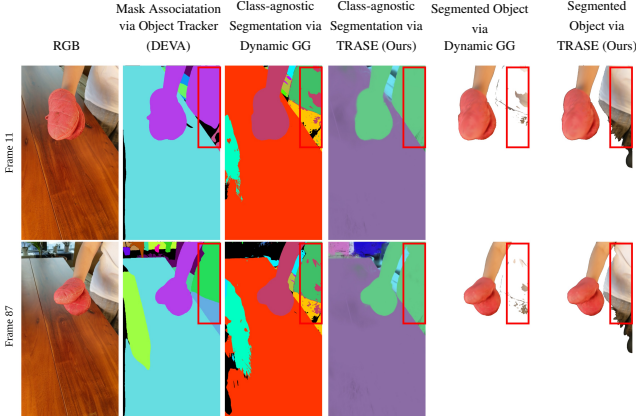 RGB
Mask Associatation
via Object Tracker
(DEVA)
Class-agnostic
Segmentation via
Dynamic GG
Class-agnostic
Segmentation via
TRASE (Ours)
Segmented Object
via
Dynamic GG
Segmented
Object via
TRASE (Ours)
Frame 11
Frame 87